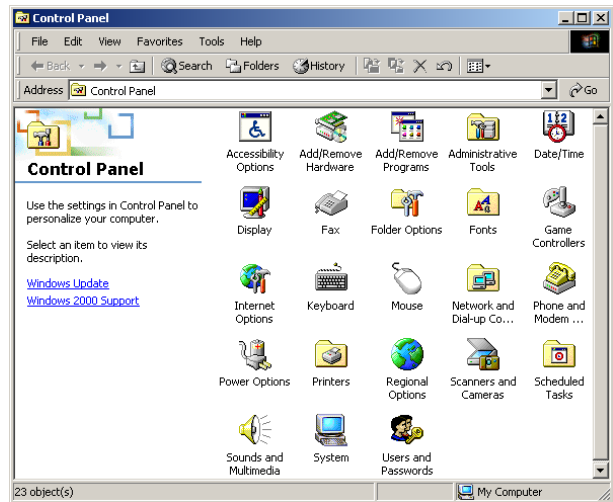 Control Panel
File Edit View Favorites Tools Help
Back Search Folders History
Address Control Panel Go
Control Panel
Use the settings in Control Panel to
personalize your computer.
Select an item to view its
description.
Windows Update
Windows 2000 Support
Accessibility
Options
Add/Remove
Hardware
Add/Remove
Programs
Administrative
Tools
Date/Time
Display
Fax
Folder Options
Fonts
Game
Controllers
Internet
Options
Keyboard
Mouse
Network and
Dial-up Co...
Phone and
Modem ...
Power Options
Printers
Regional
Options
Scanners and
Cameras
Scheduled
Tasks
Sounds and
Multimedia
System
Users and
Passwords
23 object(s) My Computer